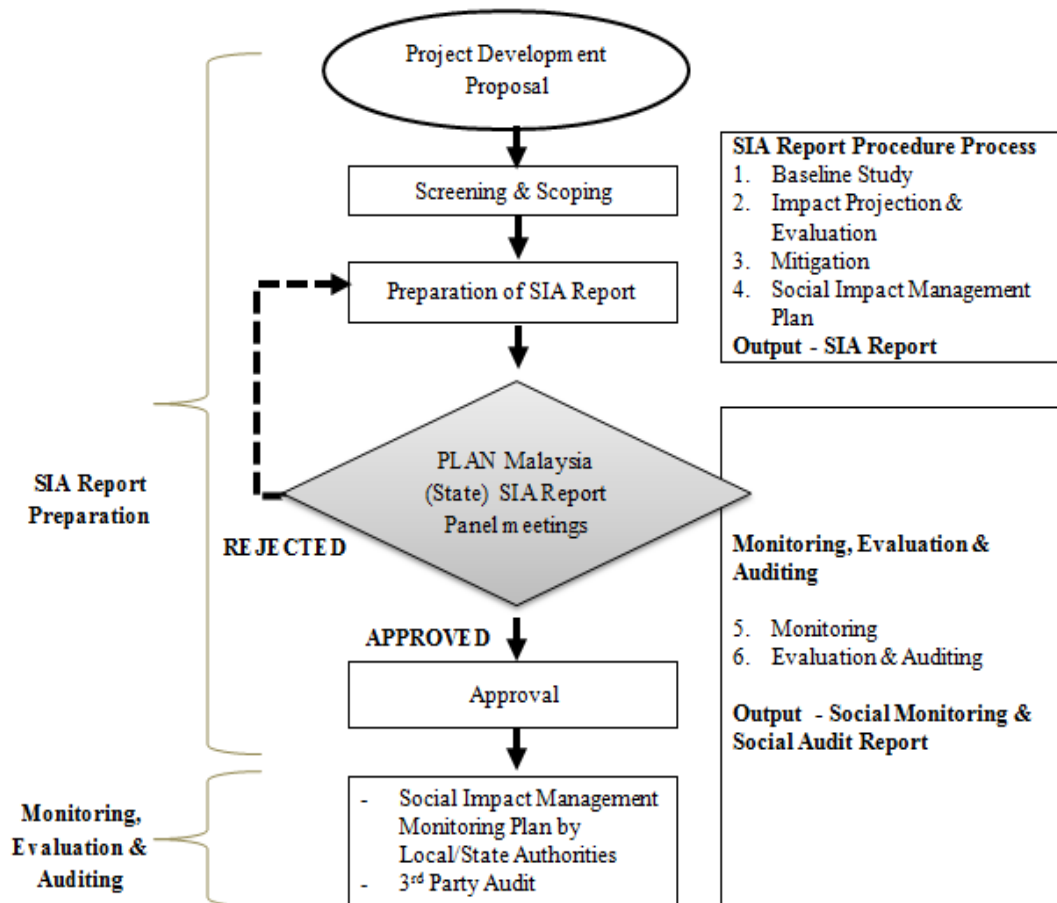 Project Development
Proposal
Screening & Scoping
Preparation of SIA Report
PLAN Malaysia
(State) SIA Report
Panel meetings
REJECTED
APPROVED
Approval
- Social Impact Management
Monitoring Plan by
Local/State Authorities
- 3rd Party Audit
SIA Report
Preparation
Monitoring,
Evaluation &
Auditing
SIA Report Procedure Process
1. Baseline Study
2. Impact Projection &
Evaluation
3. Mitigation
4. Social Impact Management
Plan
Output - SIA Report
Monitoring, Evaluation &
Auditing
5. Monitoring
6. Evaluation & Auditing
Output - Social Monitoring &
Social Audit Report